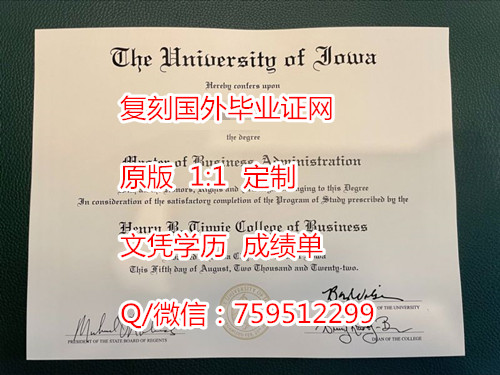 The University of Iowa
Hereby confers upon
复刻国外毕业证网
the degree
Master of Business Administration
原版 1:1 定制
In consideration of the satisfactory completion of the Program of Study prescribed by the
Henry B. Tippie College of Business
文凭学历 成绩单
This Fifth day of August, Two Thousand and Twenty-two.
Q/微信：759512299
PRESIDENT OF THE STATE BOARD OF REGENTS
OF THE UNIVERSITY
DEAN OF THE COLLEGE